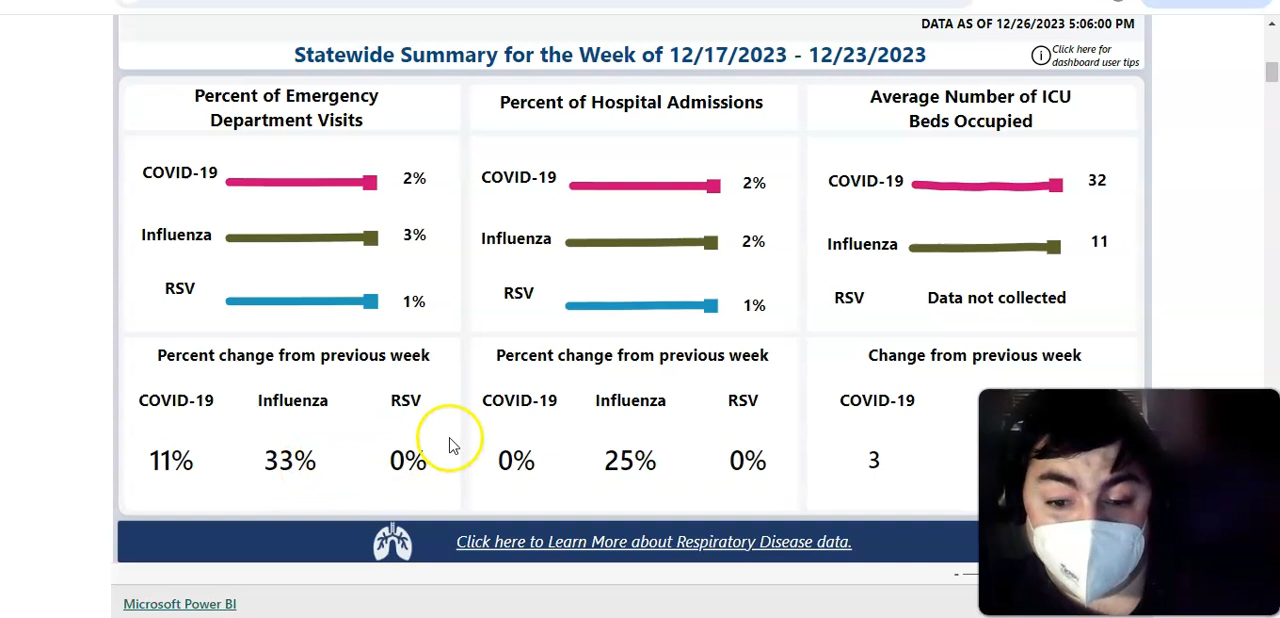 DATA AS OF 12/26/2023 5:06:00 PM
Statewide Summary for the Week of 12/17/2023 - 12/23/2023
Click here for
dashboard user tips
Percent of Emergency
Department Visits
COVID-19 2%
Influenza 3%
RSV 1%
Percent change from previous week
COVID-19 Influenza RSV
11% 33% 0%
Percent of Hospital Admissions
COVID-19 2%
Influenza 2%
RSV 1%
Percent change from previous week
COVID-19 Influenza RSV
0% 25% 0%
Average Number of ICU
Beds Occupied
COVID-19 32
Influenza 11
RSV Data not collected
Change from previous week
COVID-19
3
Click here to Learn More about Respiratory Disease data.
Microsoft Power BI